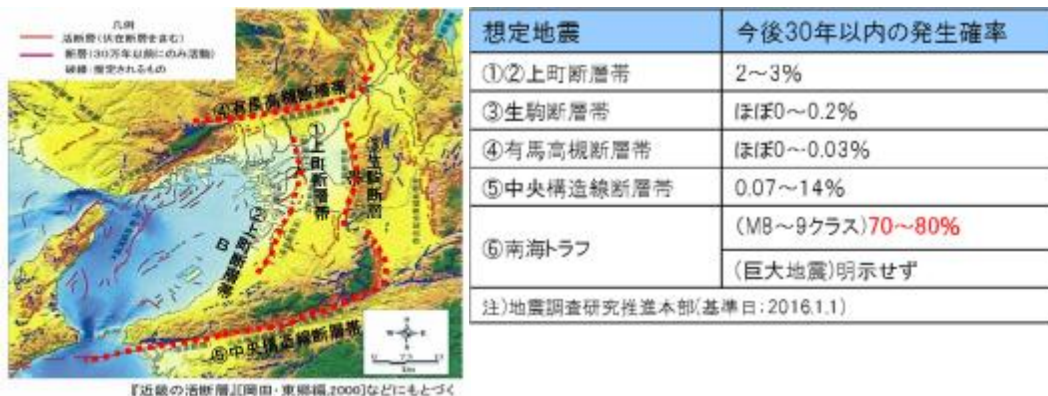 凡例
活断層(伏在断層を含む)
断層(30万年以前にのみ活動)
破線:推定されるもの
④有馬高槻断層帯
①上町断層帯
③生駒断層
⑤中央構造線断層帯
km
『近畿の活断層』[岡田・東郷編,2000]などにもとづく
想定地震 今後30年以内の発生確率
①②上町断層帯 2~3%
③生駒断層帯 ほぼ0~0.2%
④有馬高槻断層帯 ほぼ0~0.03%
⑤中央構造線断層帯 0.07~14%
⑥南海トラフ (M8~9クラス)70~80%
(巨大地震)明示せず
注)地震調査研究推進本部(基準日:2016.1.1)